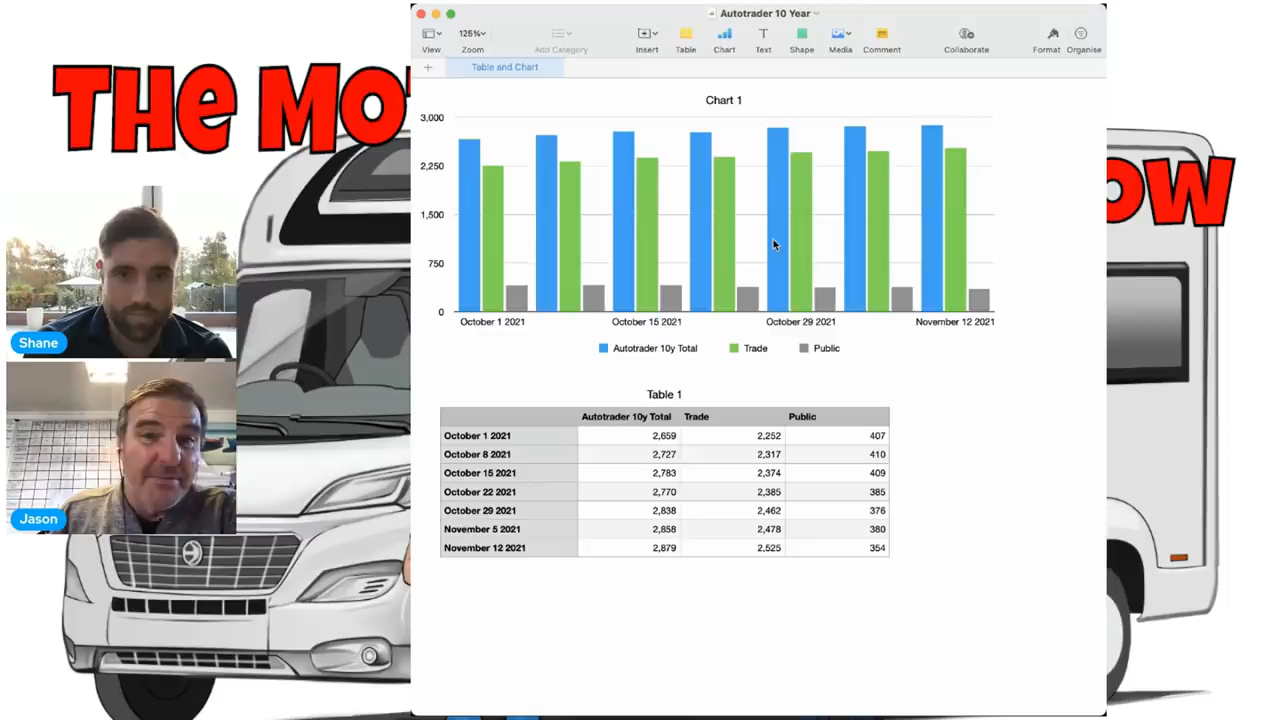 Autotrader 10 Year
125%
View
Zoom
Add Category
Insert
Table
Chart
Text
Shape
Media
Comment
Collaborate
Format
Organise
Table and Chart
THE MO
OW
Chart 1
3,000
2,250
1,500
750
0
October 1 2021
October 15 2021
October 29 2021
November 12 2021
Autotrader 10y Total
Trade
Public
Shane
Jason
Table 1
Autotrader 10y Total Trade Public
October 1 2021 2,659 2,252 407
October 8 2021 2,727 2,317 410
October 15 2021 2,783 2,374 409
October 22 2021 2,770 2,385 385
October 29 2021 2,838 2,462 376
November 5 2021 2,858 2,478 380
November 12 2021 2,879 2,525 354